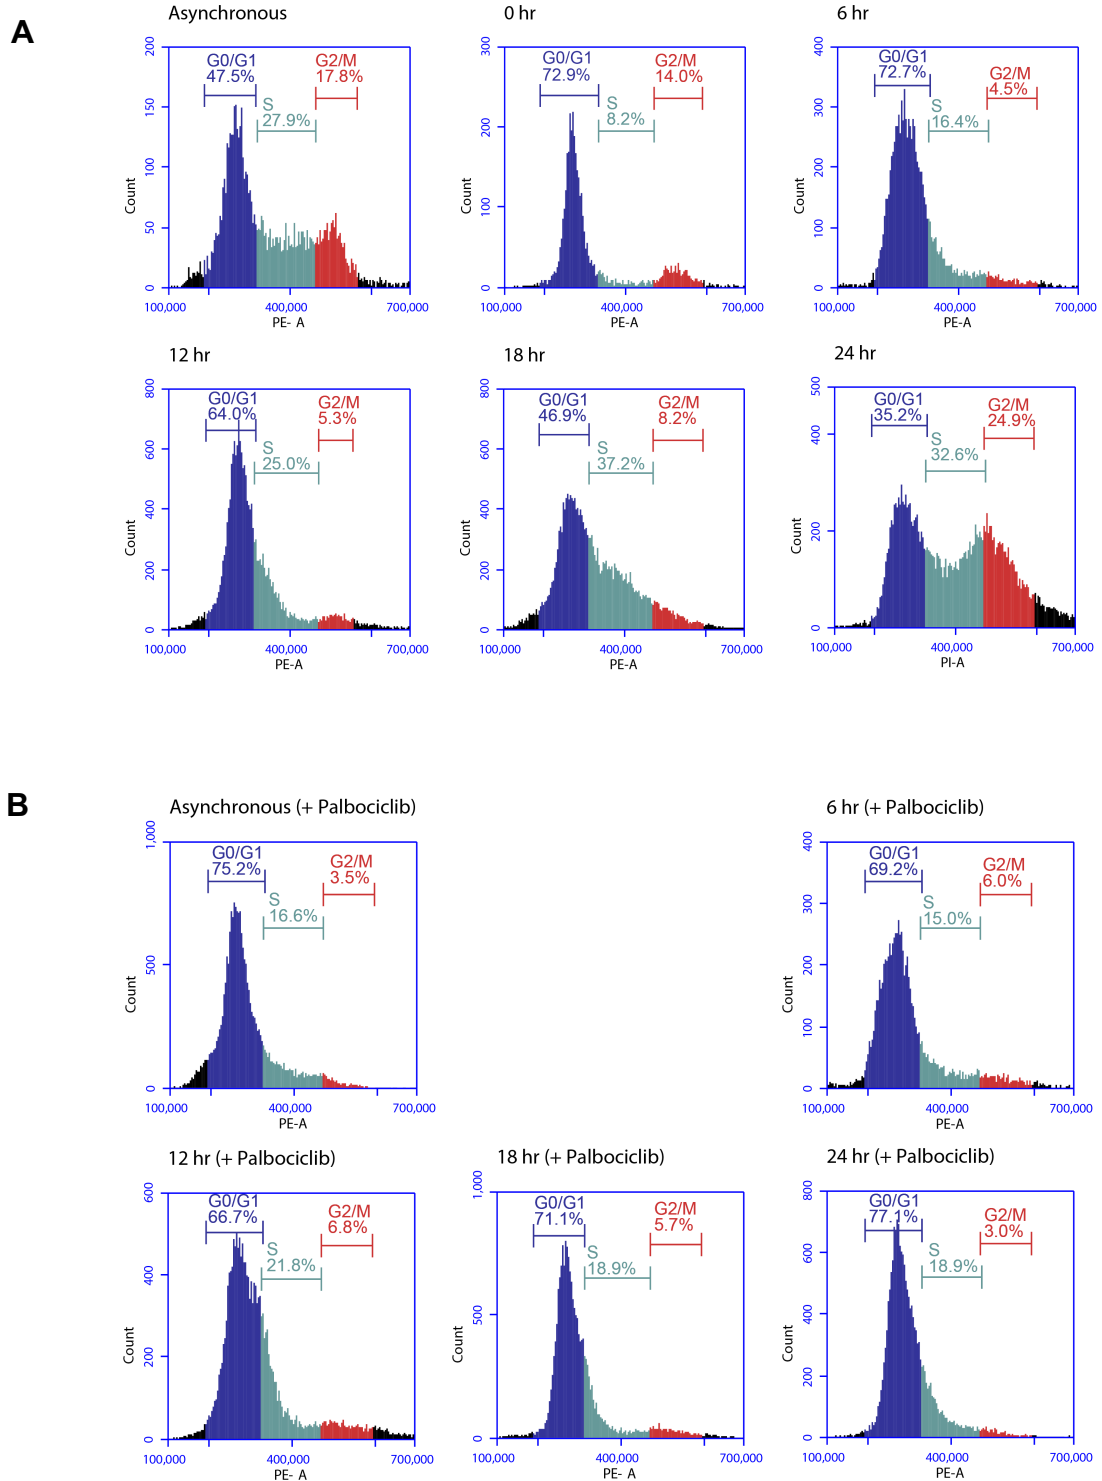 A
Asynchronous
0 hr
6 hr
200
150
100
50
0
Count
G0/G1
47.5%
S
27.9%
G2/M
17.8%
100,000
400,000
700,000
PE- A
300
200
100
0
Count
G0/G1
72.9%
S
8.2%
G2/M
14.0%
100,000
400,000
700,000
PE-A
400
300
200
100
0
Count
G0/G1
72.7%
S
16.4%
G2/M
4.5%
100,000
400,000
700,000
PE-A
12 hr
18 hr
24 hr
800
600
400
200
0
Count
G0/G1
64.0%
S
25.0%
G2/M
5.3%
100,000
400,000
700,000
PE-A
800
600
400
200
0
Count
G0/G1
46.9%
S
37.2%
G2/M
8.2%
100,000
400,000
700,000
PE-A
500
400
200
0
Count
G0/G1
35.2%
S
32.6%
G2/M
24.9%
100,000
400,000
700,000
PI-A
B
Asynchronous (+ Palbociclib)
6 hr (+ Palbociclib)
1,000
500
0
Count
G0/G1
75.2%
S
16.6%
G2/M
3.5%
100,000
400,000
700,000
PE-A
400
300
200
100
0
Count
G0/G1
69.2%
S
15.0%
G2/M
6.0%
100,000
400,000
700,000
PE-A
12 hr (+ Palbociclib)
18 hr (+ Palbociclib)
24 hr (+ Palbociclib)
600
400
200
0
Count
G0/G1
66.7%
S
21.8%
G2/M
6.8%
100,000
400,000
700,000
PE- A
1,000
500
0
Count
G0/G1
71.1%
S
18.9%
G2/M
5.7%
100,000
400,000
700,000
PE- A
800
600
400
200
0
Count
G0/G1
77.1%
S
18.9%
G2/M
3.0%
100,000
400,000
700,000
PE-A